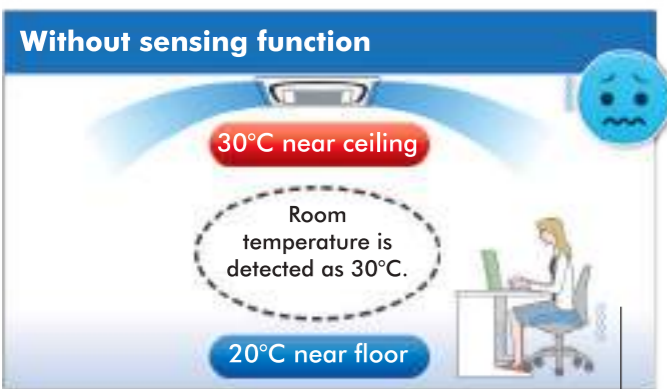 Without sensing function
30°C near ceiling
Room
temperature is
detected as 30°C.
20°C near floor